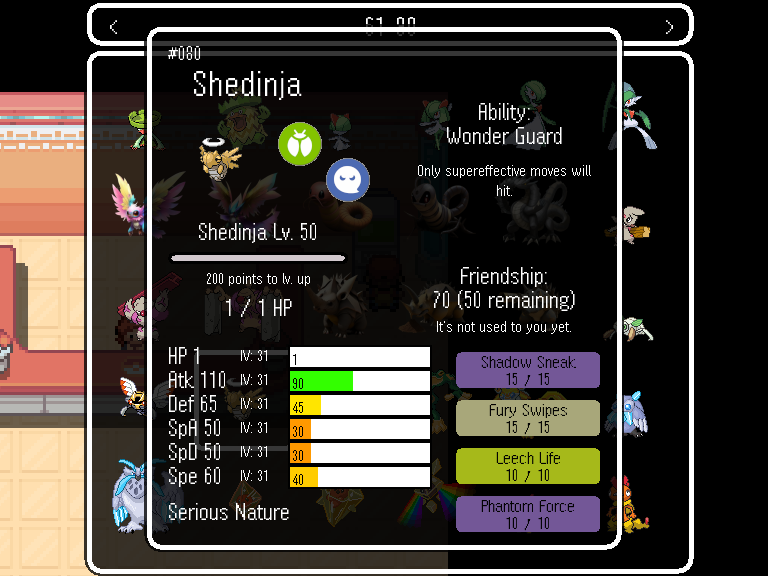 < 61-90 >
#080
Shedinja
Ability:
Wonder Guard
Only supereffective moves will
hit.
Shedinja Lv. 50
200 points to lv. up
1 / 1 HP
Friendship:
70 (50 remaining)
It's not used to you yet.
HP 1 IV: 31 1
Atk 110 IV: 31 90
Def 65 IV: 31 45
SpA 50 IV: 31 30
SpD 50 IV: 31 30
Spe 60 IV: 31 40
Serious Nature
Shadow Sneak
15 / 15
Fury Swipes
15 / 15
Leech Life
10 / 10
Phantom Force
10 / 10